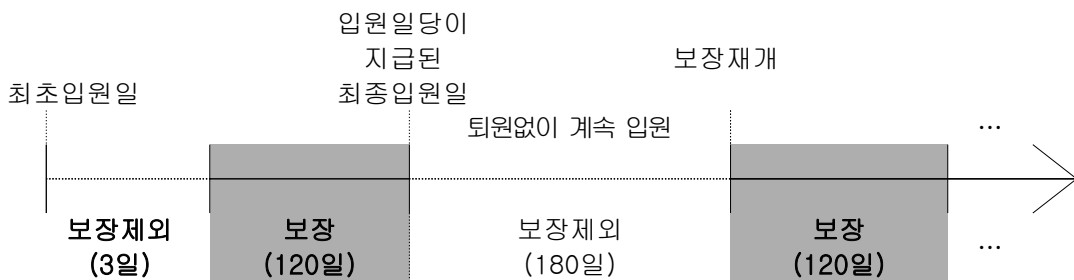 입원일당이
지급된
최종입원일
최초입원일
보장재개
퇴원없이 계속 입원
...
보장제외
(3일)
보장
(120일)
보장제외
(180일)
보장
(120일)
...